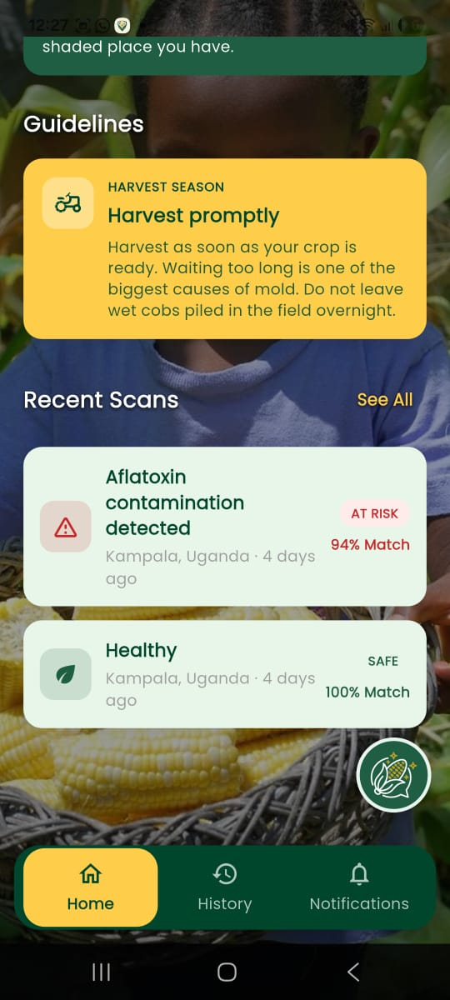 12:27
shaded place you have.
Guidelines
HARVEST SEASON
Harvest promptly
Harvest as soon as your crop is
ready. Waiting too long is one of the
biggest causes of mold. Do not leave
wet cobs piled in the field overnight.
Recent Scans
See All
Aflatoxin
contamination
detected
Kampala, Uganda · 4 days
ago
AT RISK
94% Match
Healthy
Kampala, Uganda · 4 days
ago
SAFE
100% Match
Home
History
Notifications